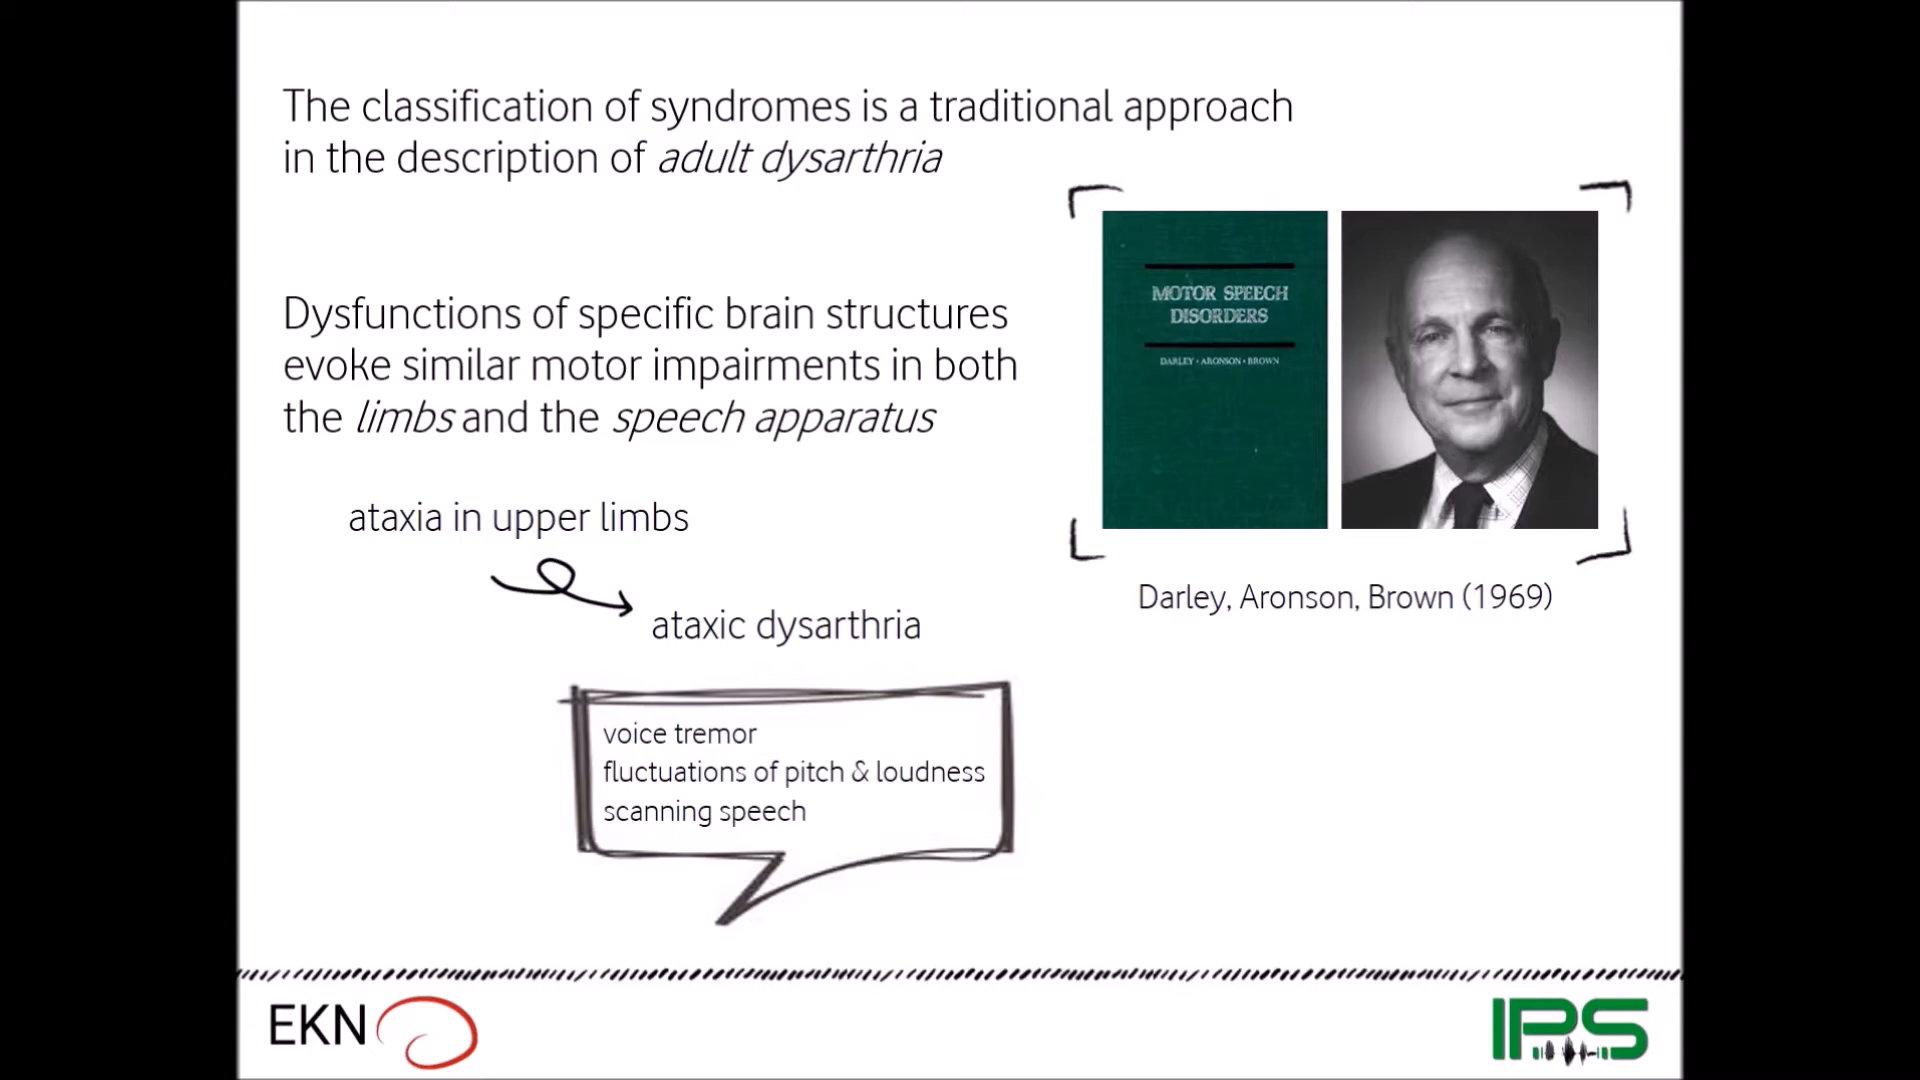 The classification of syndromes is a traditional approach
in the description of adult dysarthria
Dysfunctions of specific brain structures
evoke similar motor impairments in both
the limbs and the speech apparatus
ataxia in upper limbs
ataxic dysarthria
voice tremor
fluctuations of pitch & loudness
scanning speech
MOTOR SPEECH
DISORDERS
DARLEY • ARONSON • BROWN
Darley, Aronson, Brown (1969)
EKN
IPS